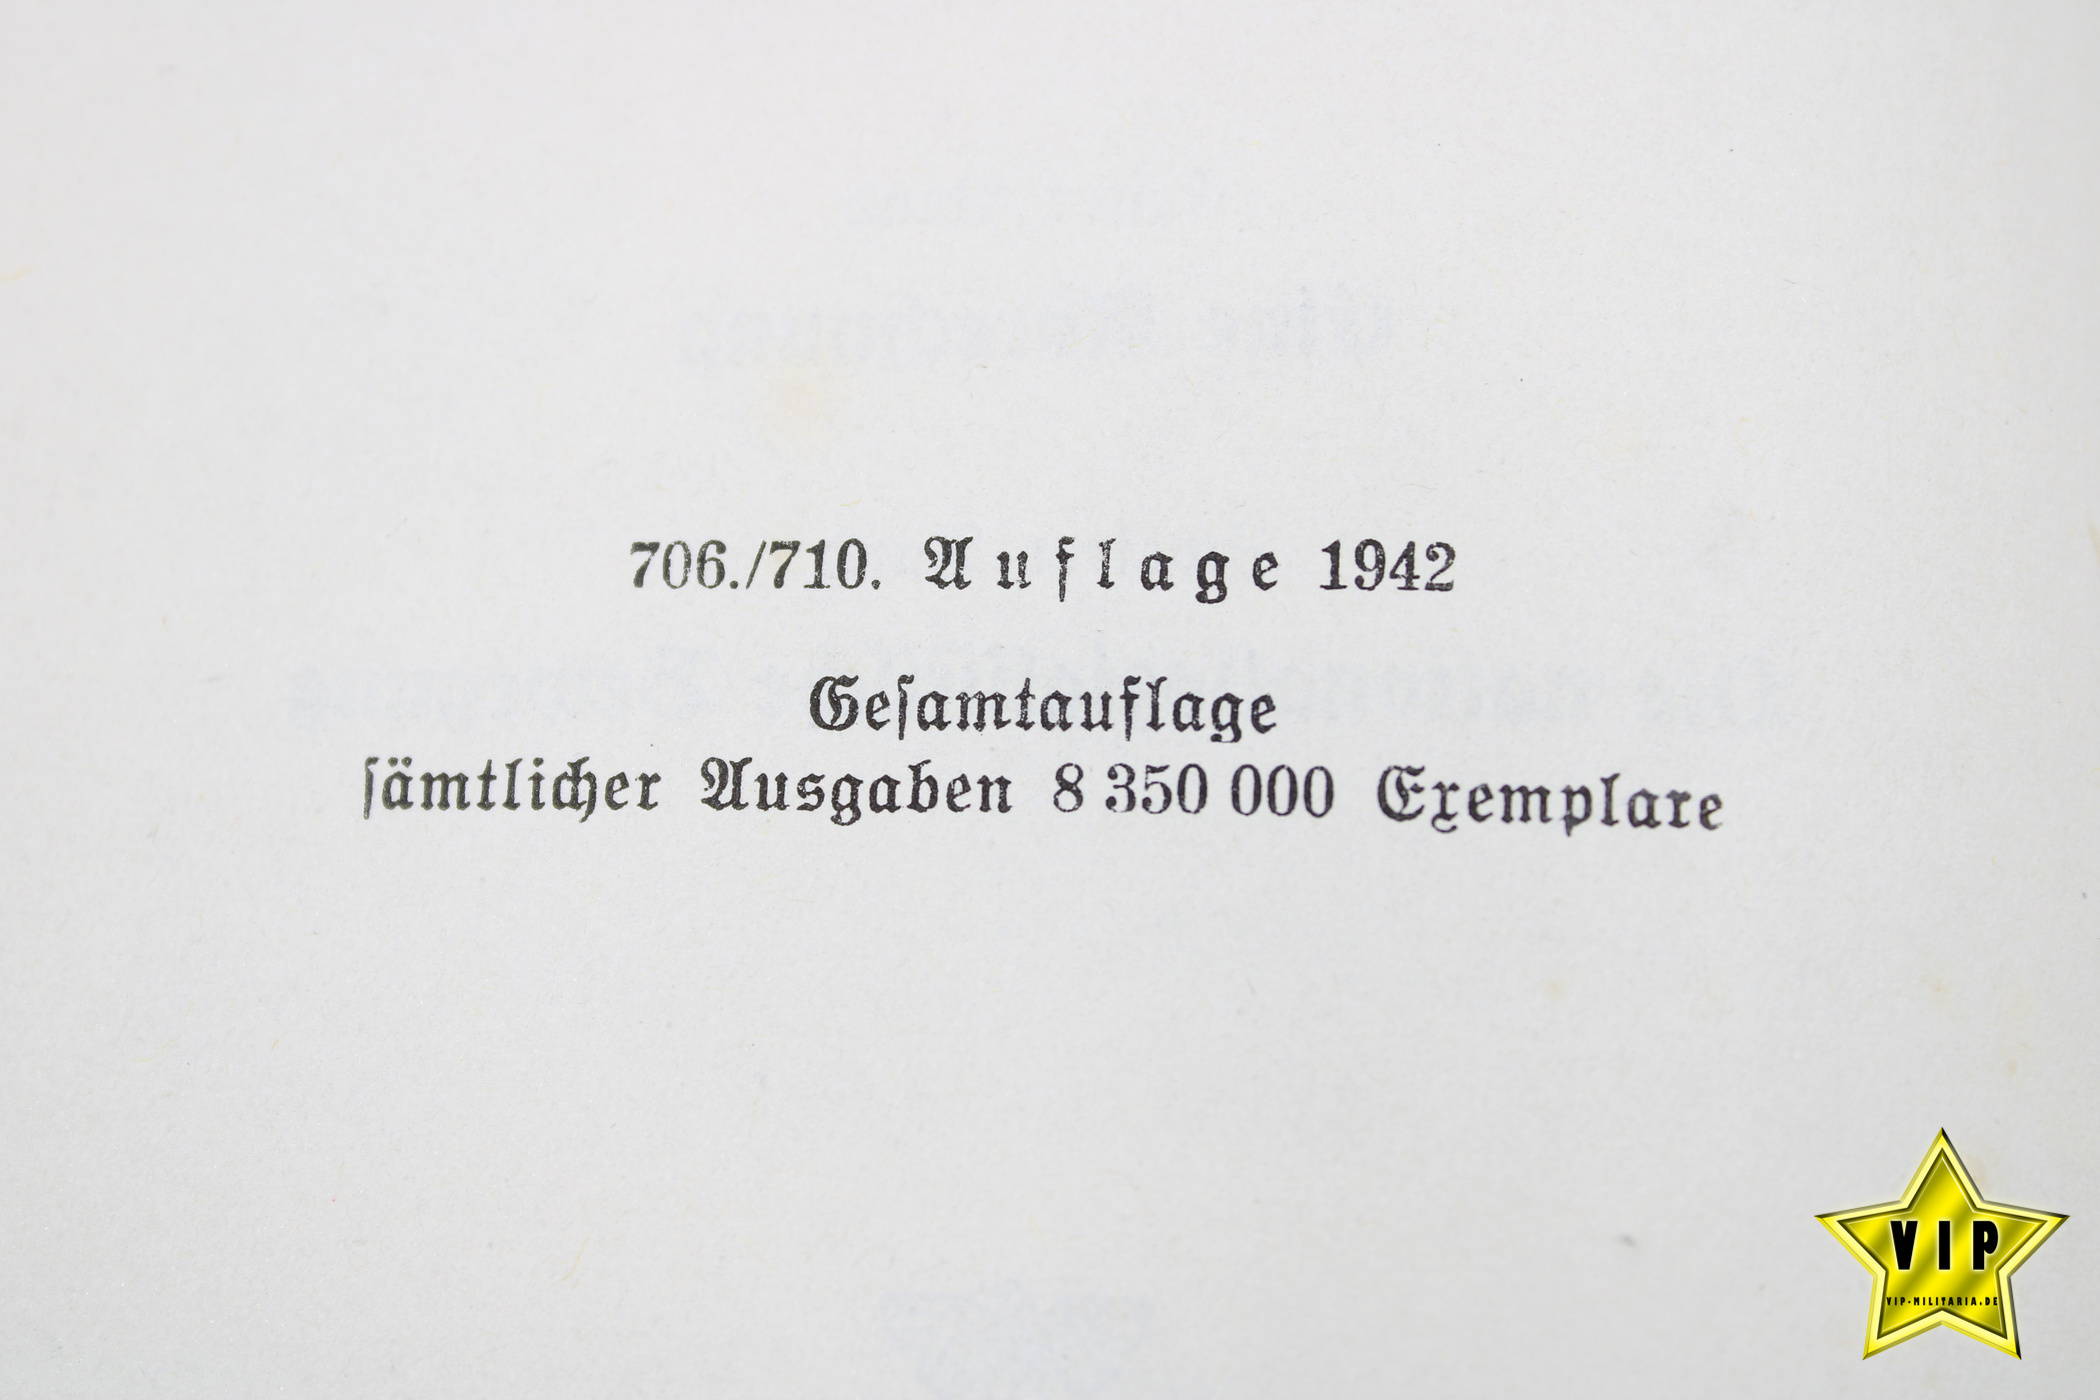 706./710. Auflage 1942
Geſamtauflage
ſämtlicher Ausgaben 8 350 000 Exemplare
VIP
VIP-MILITARIA.DE